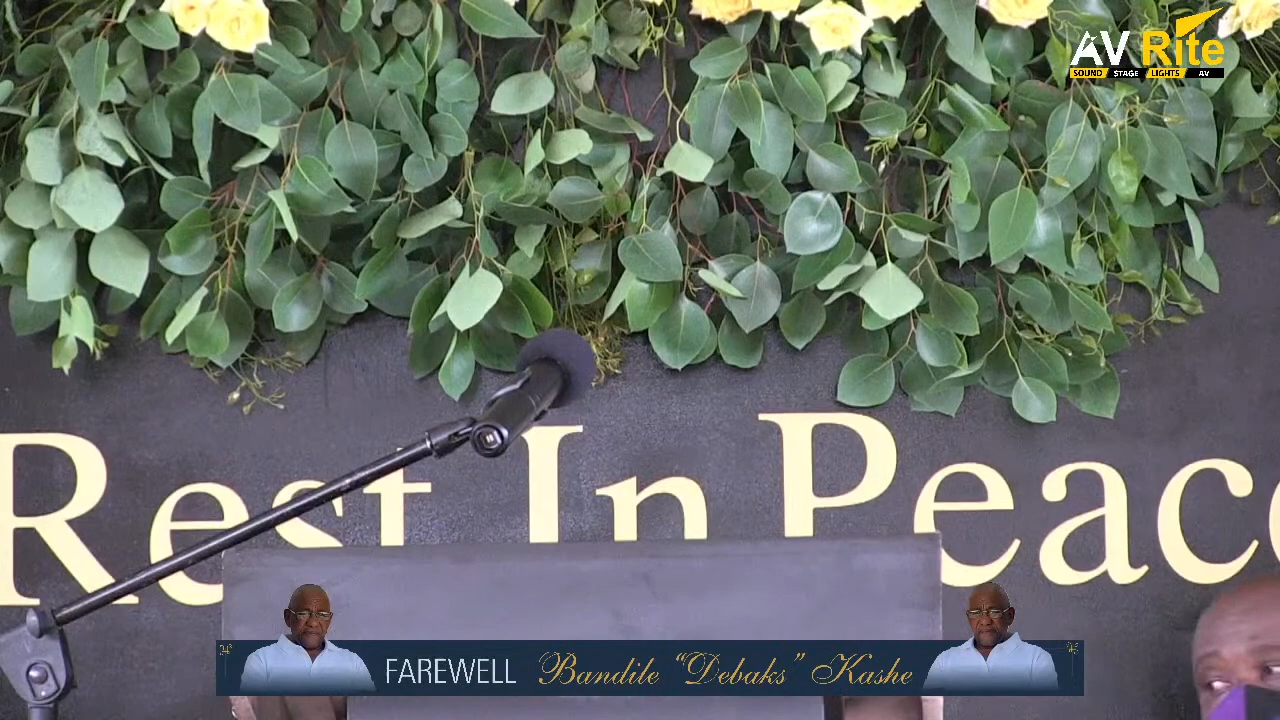 AV Rite
SOUND STAGE LIGHTS AV
Rest In Peace
FAREWELL Bandile “Debaks” Kashe